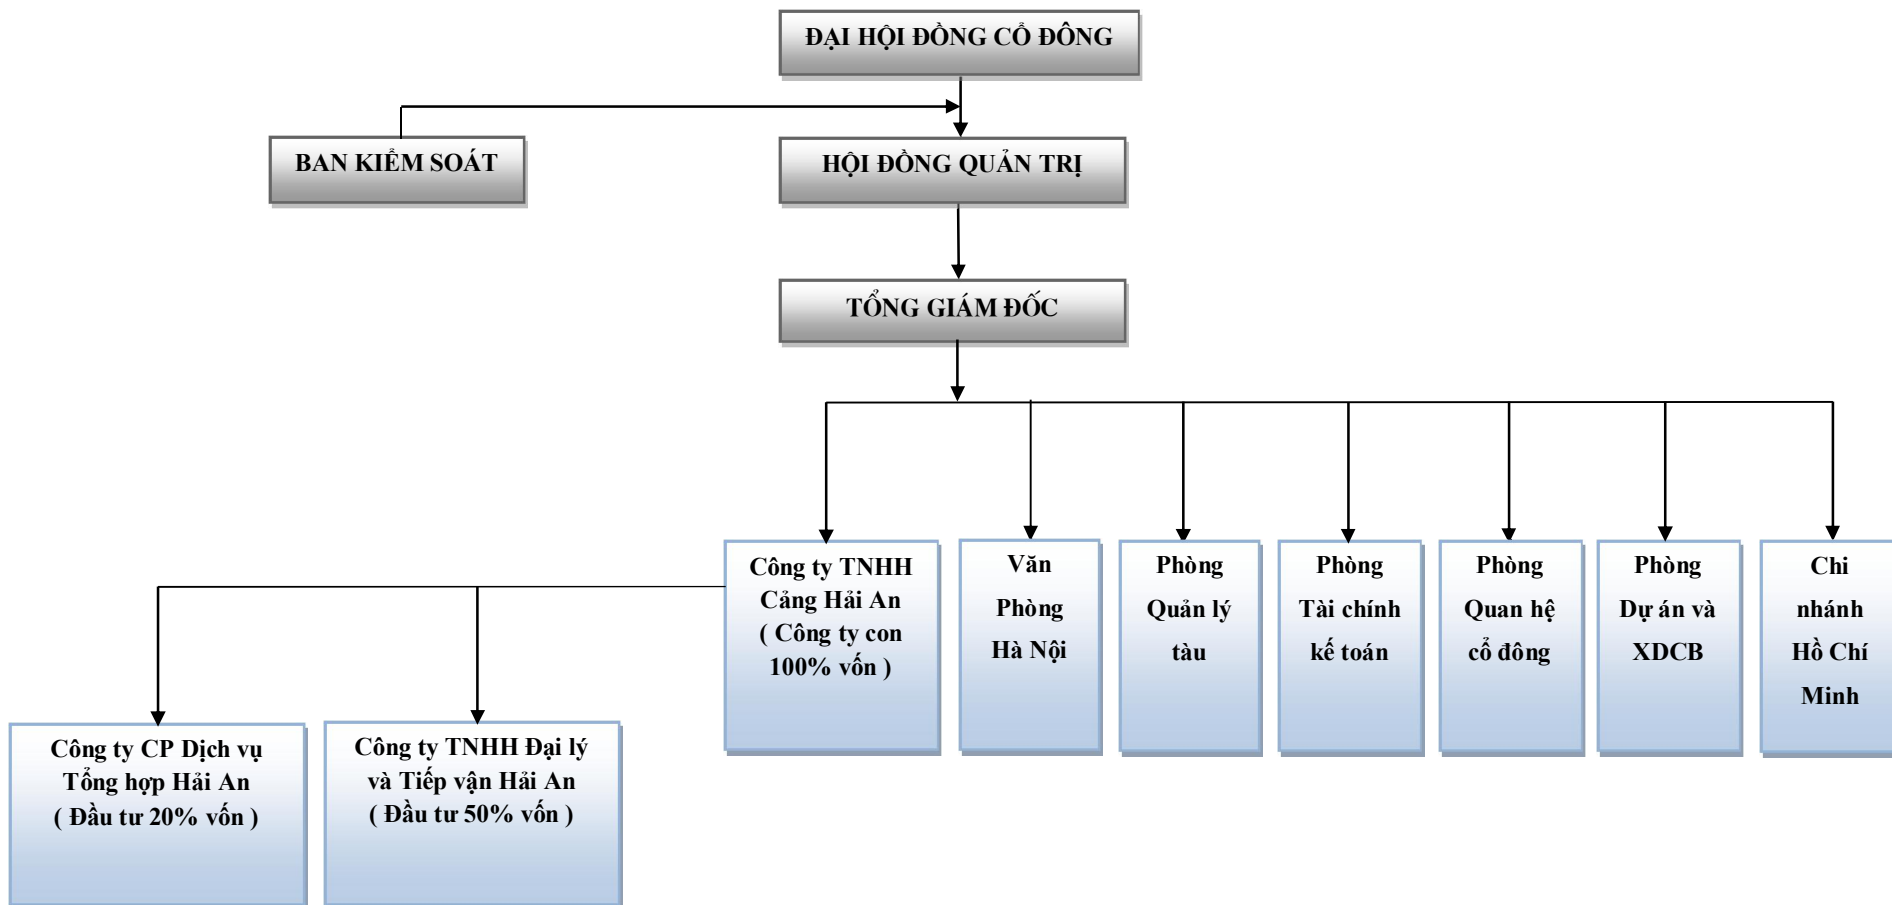 ĐẠI HỘI ĐỒNG CỔ ĐÔNG
BAN KIỂM SOÁT
HỘI ĐỒNG QUẢN TRỊ
TỔNG GIÁM ĐỐC
Công ty TNHH
Cảng Hải An
( Công ty con
100% vốn )
Văn
Phòng
Hà Nội
Phòng
Quản lý
tàu
Phòng
Tài chính
kế toán
Phòng
Quan hệ
cổ đông
Phòng
Dự án và
XDCB
Chi
nhánh
Hồ Chí
Minh
Công ty CP Dịch vụ
Tổng hợp Hải An
( Đầu tư 20% vốn )
Công ty TNHH Đại lý
và Tiếp vận Hải An
( Đầu tư 50% vốn )